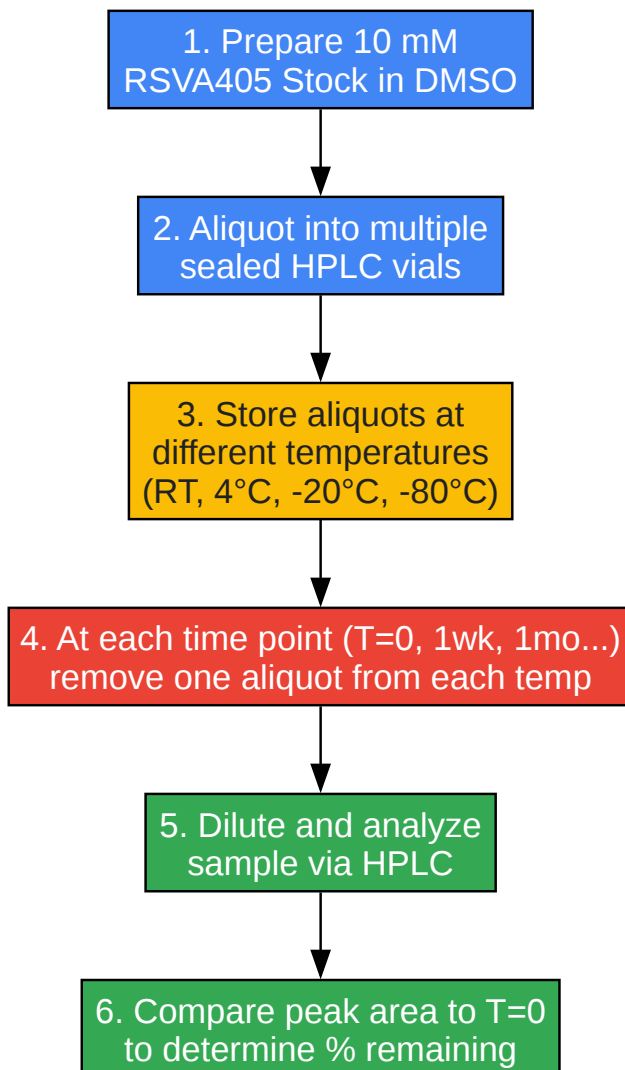 1. Prepare 10 mM
RSVA405 Stock in DMSO
2. Aliquot into multiple
sealed HPLC vials
3. Store aliquots at
different temperatures
(RT, 4°C, -20°C, -80°C)
4. At each time point (T=0, 1wk, 1mo...)
remove one aliquot from each temp
5. Dilute and analyze
sample via HPLC
6. Compare peak area to T=0
to determine % remaining